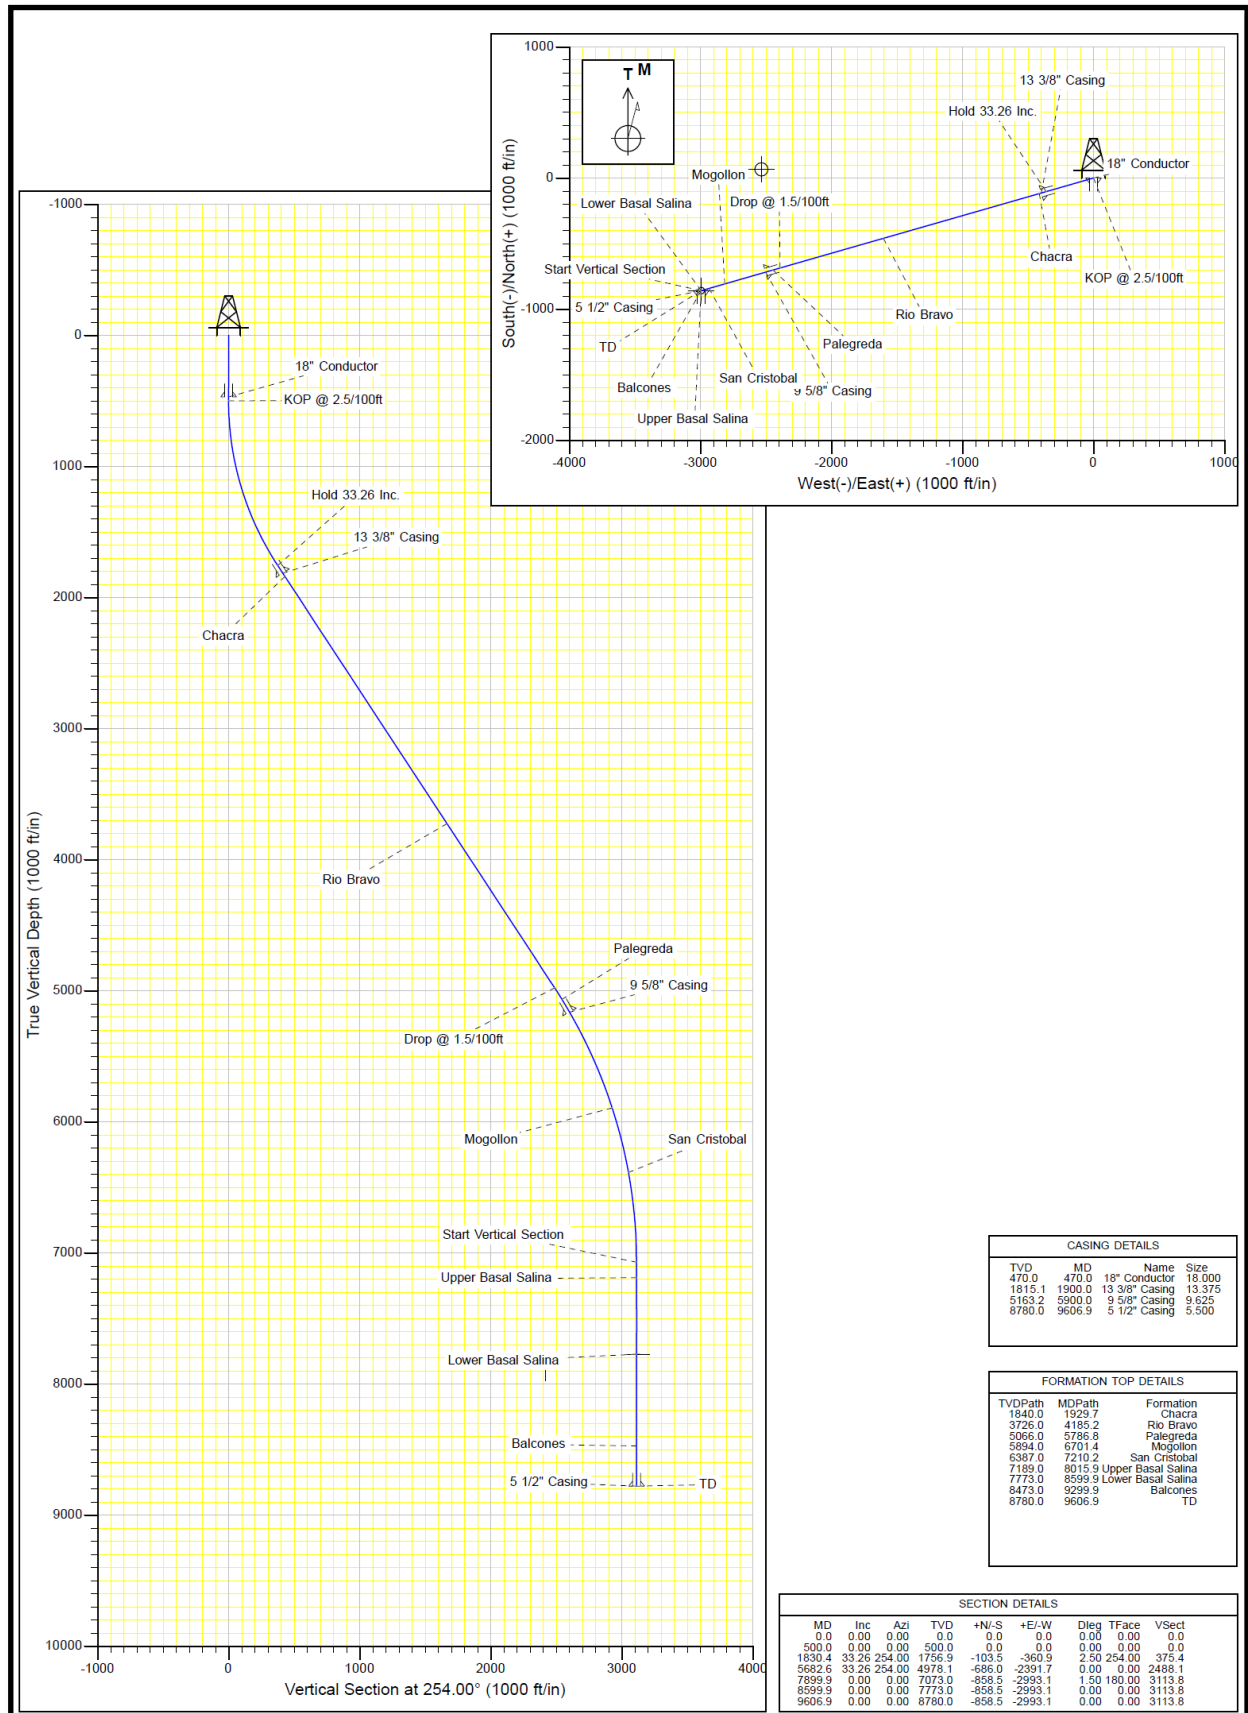 1000
0
-1000
-2000
South(-)/North(+) (1000 ft/in)
T M
13 3/8" Casing
Hold 33.26 Inc.
18" Conductor
Mogollon
Lower Basal Salina
Drop @ 1.5/100ft
Start Vertical Section
Chacra
KOP @ 2.5/100ft
5 1/2" Casing
Rio Bravo
TD
Palegreda
Balcones
San Cristobal
9 5/8" Casing
Upper Basal Salina
-4000 -3000 -2000 -1000 0 1000
West(-)/East(+) (1000 ft/in)
-1000
0
1000
2000
3000
4000
5000
6000
7000
8000
9000
10000
True Vertical Depth (1000 ft/in)
18" Conductor
KOP @ 2.5/100ft
Hold 33.26 Inc.
13 3/8" Casing
Chacra
Rio Bravo
Palegreda
9 5/8" Casing
Drop @ 1.5/100ft
Mogollon
San Cristobal
Start Vertical Section
Upper Basal Salina
Lower Basal Salina
Balcones
5 1/2" Casing
TD
-1000 0 1000 2000 3000 4000
Vertical Section at 254.00° (1000 ft/in)
CASING DETAILS
TVD MD Name Size
470.0 470.0 18" Conductor 18.000
1815.1 1900.0 13 3/8" Casing 13.375
5163.2 5900.0 9 5/8" Casing 9.625
8780.0 9606.9 5 1/2" Casing 5.500
FORMATION TOP DETAILS
TVDPath MDPath Formation
1840.0 1929.7 Chacra
3726.0 4185.2 Rio Bravo
5066.0 5786.8 Palegreda
5894.0 6701.4 Mogollon
6387.0 7210.2 San Cristobal
7189.0 8015.9 Upper Basal Salina
7773.0 8599.9 Lower Basal Salina
8473.0 9299.9 Balcones
8780.0 9606.9 TD
SECTION DETAILS
MD Inc Azi TVD +N/-S +E/-W Dleg TFace VSect
0.0 0.00 0.00 0.0 0.0 0.0 0.00 0.00 0.0
500.0 0.00 0.00 500.0 0.0 0.0 0.00 0.00 0.0
1830.4 33.26 254.00 1756.9 -103.5 -360.9 2.50 254.00 375.4
5682.6 33.26 254.00 4978.1 -686.0 -2391.7 0.00 0.00 2488.1
7899.9 0.00 0.00 7073.0 -858.5 -2993.1 1.50 180.00 3113.8
8599.9 0.00 0.00 7773.0 -858.5 -2993.1 0.00 0.00 3113.8
9606.9 0.00 0.00 8780.0 -858.5 -2993.1 0.00 0.00 3113.8